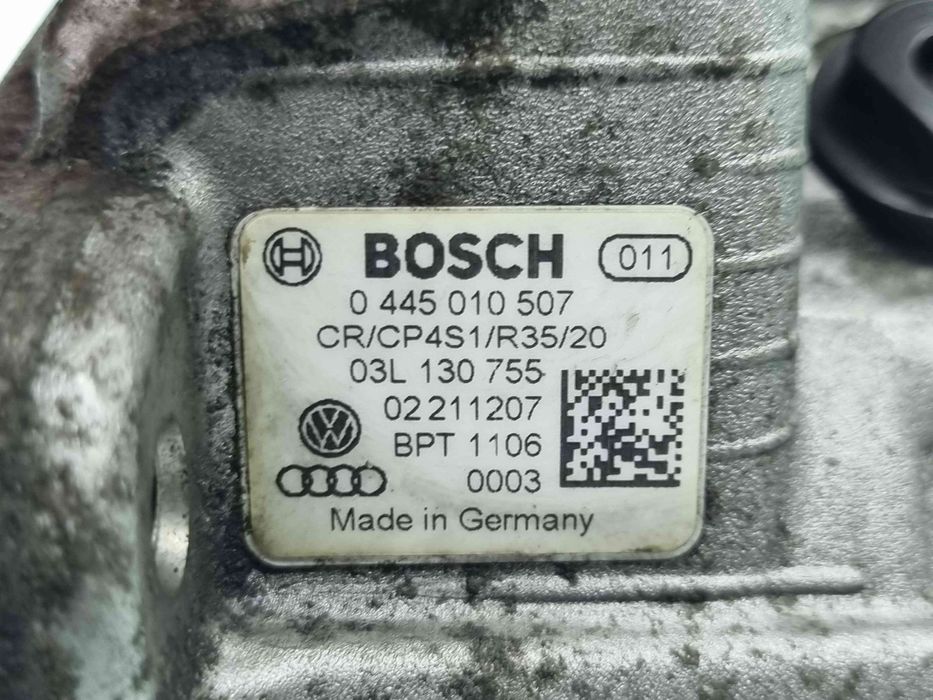 BOSCH 011
0 445 010 507
CR/CP4S1/R35/20
03L 130 755
02 211207
BPT 1106
0003
Made in Germany